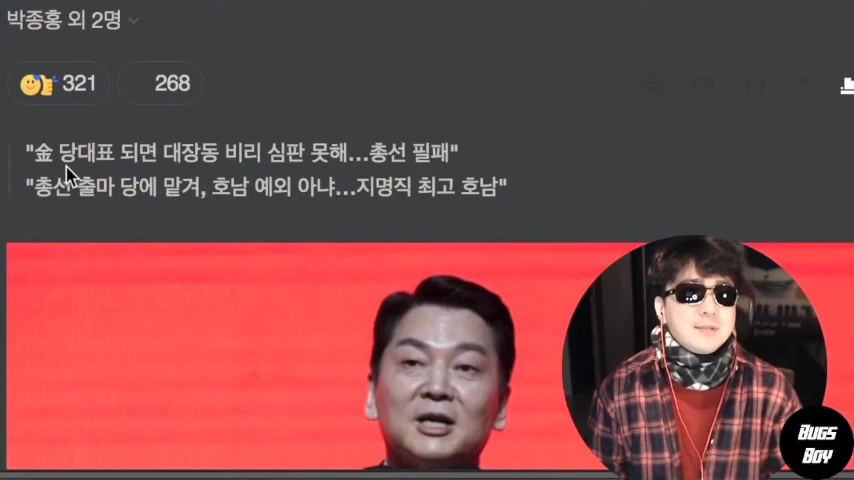 박종홍 외 2명
321 268
"金 당대표 되면 대장동 비리 심판 못해…총선 필패"
"총선 출마 당에 맡겨, 호남 예외 아냐…지명직 최고 호남"
BUGS
BOY